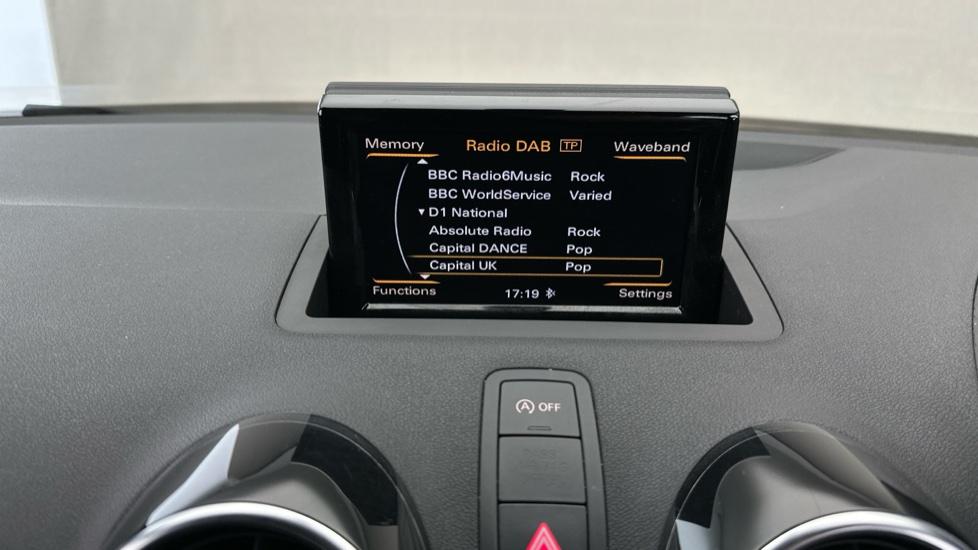 Memory Radio DAB TP Waveband
BBC Radio6Music Rock
BBC WorldService Varied
▼ D1 National
Absolute Radio Rock
Capital DANCE Pop
Capital UK Pop
Functions 17:19 Settings
A OFF